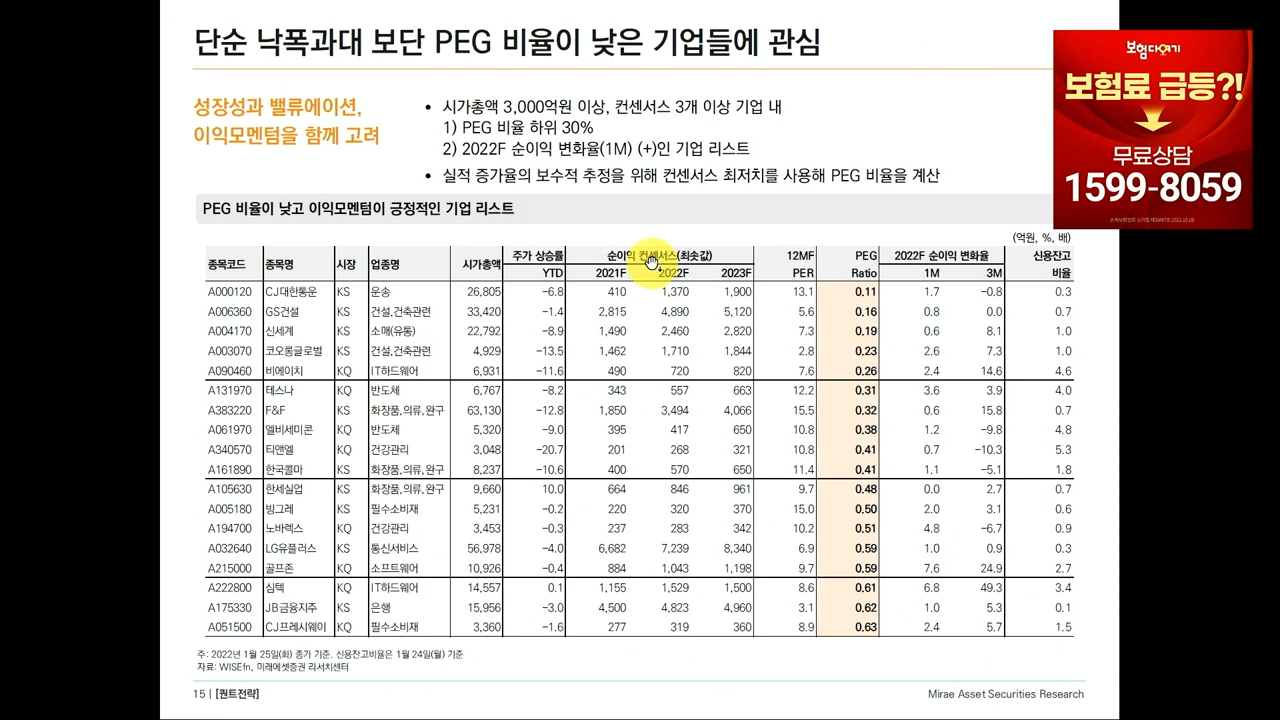 단순 낙폭과대 보단 PEG 비율이 낮은 기업들에 관심
성장성과 밸류에이션,
이익모멘텀을 함께 고려
• 시가총액 3,000억원 이상, 컨센서스 3개 이상 기업 내
1) PEG 비율 하위 30%
2) 2022F 순이익 변화율(1M) (+)인 기업 리스트
• 실적 증가율의 보수적 추정을 위해 컨센서스 최저치를 사용해 PEG 비율을 계산
보험다여기
보험료 급등?!
무료상담
1599-8059
PEG 비율이 낮고 이익모멘텀이 긍정적인 기업 리스트
(억원, %, 배)
종목코드 종목명 시장 업종명 시가총액 주가 상승률 순이익 컨센서스(최솟값) 12MF PEG 2022F 순이익 변화율 신용잔고
YTD 2021F 2022F 2023F PER Ratio 1M 3M 비율
A000120 CJ대한통운 KS 운송 26,805 -6.8 410 1,370 1,900 13.1 0.11 1.7 -0.8 0.3
A006360 GS건설 KS 건설,건축관련 33,420 -1.4 2,815 4,890 5,120 5.6 0.16 0.8 0.0 0.7
A004170 신세계 KS 소매(유통) 22,792 -8.9 1,490 2,460 2,820 7.3 0.19 0.6 8.1 1.0
A003070 코오롱글로벌 KS 건설,건축관련 4,929 -13.5 1,462 1,710 1,844 2.8 0.23 2.6 7.3 1.0
A090460 비에이치 KQ IT하드웨어 6,931 -11.6 490 720 820 7.6 0.26 2.4 14.6 4.6
A131970 테스나 KQ 반도체 6,767 -8.2 343 557 663 12.2 0.31 3.6 3.9 4.0
A383220 F&F KS 화장품,의류,완구 63,130 -12.8 1,850 3,494 4,066 15.5 0.32 0.6 15.8 0.7
A061970 엘비세미콘 KQ 반도체 5,320 -9.0 395 417 650 10.8 0.38 1.2 -9.8 4.8
A340570 티앤엘 KQ 건강관리 3,048 -20.7 201 268 321 10.8 0.41 0.7 -10.3 5.3
A161890 한국콜마 KS 화장품,의류,완구 8,237 -10.6 400 570 650 11.4 0.41 1.1 -5.1 1.8
A105630 한세실업 KS 화장품,의류,완구 9,660 10.0 664 846 961 9.7 0.48 0.0 2.7 0.7
A005180 빙그레 KS 필수소비재 5,231 -0.2 220 320 370 15.0 0.50 2.0 3.1 0.6
A194700 노바렉스 KQ 건강관리 3,453 -0.3 237 283 342 10.2 0.51 4.8 -6.7 0.9
A032640 LG유플러스 KS 통신서비스 56,978 -4.0 6,682 7,239 8,340 6.9 0.59 1.0 0.9 0.3
A215000 골프존 KQ 소프트웨어 10,926 -0.4 884 1,043 1,198 9.7 0.59 7.6 24.9 2.7
A222800 심텍 KQ IT하드웨어 14,557 0.1 1,155 1,529 1,500 8.6 0.61 6.8 49.3 3.4
A175330 JB금융지주 KS 은행 15,956 -3.0 4,500 4,823 4,960 3.1 0.62 1.0 5.3 0.1
A051500 CJ프레시웨이 KQ 필수소비재 3,360 -1.6 277 319 360 8.9 0.63 2.4 5.7 1.5
주: 2022년 1월 25일(화) 종가 기준. 신용잔고비율은 1월 24일(월) 기준
자료: WISEfn, 미래에셋증권 리서치센터
15 | [퀀트전략]
Mirae Asset Securities Research